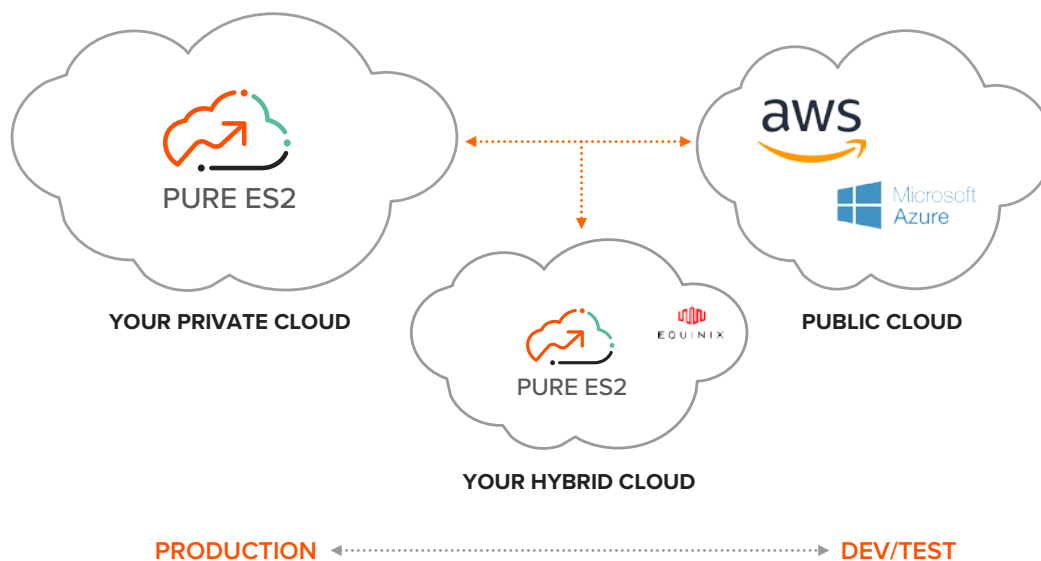 PURE ES2
aws
Microsoft
Azure
YOUR PRIVATE CLOUD
PUBLIC CLOUD
EQUINIX
PURE ES2
YOUR HYBRID CLOUD
PRODUCTION
DEV/TEST